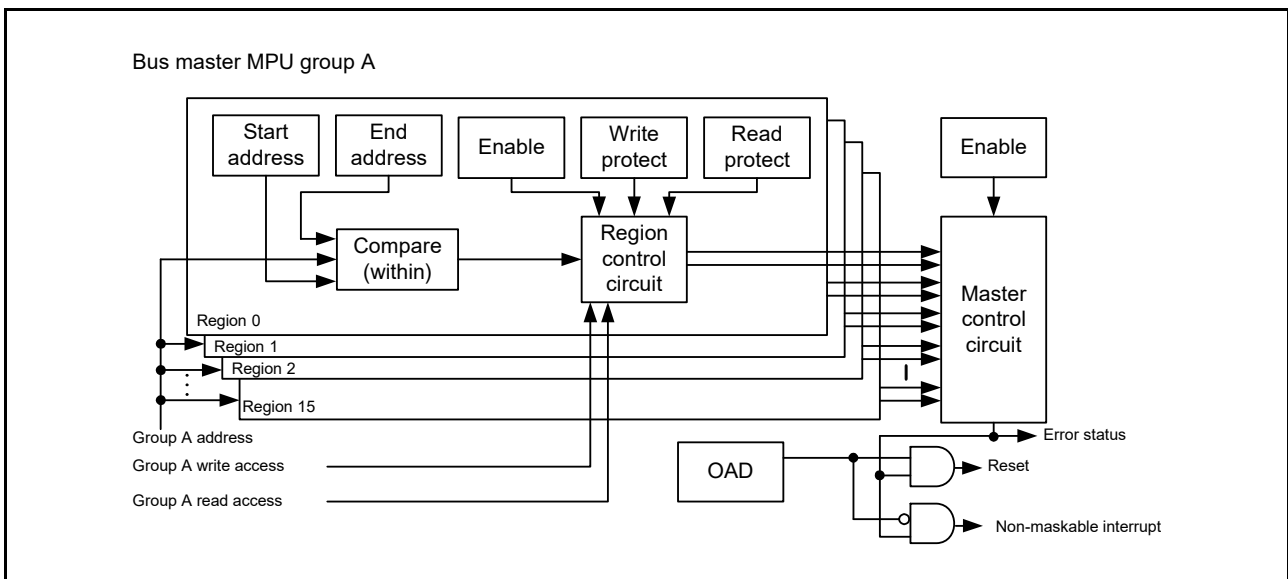 Bus master MPU group A
Start
address
End
address
Enable
Write
protect
Read
protect
Enable
Compare
(within)
Region
control
circuit
Master
control
circuit
Region 0
Region 1
Region 2
Region 15
Group A address
Group A write access
Group A read access
OAD
Error status
Reset
Non-maskable interrupt